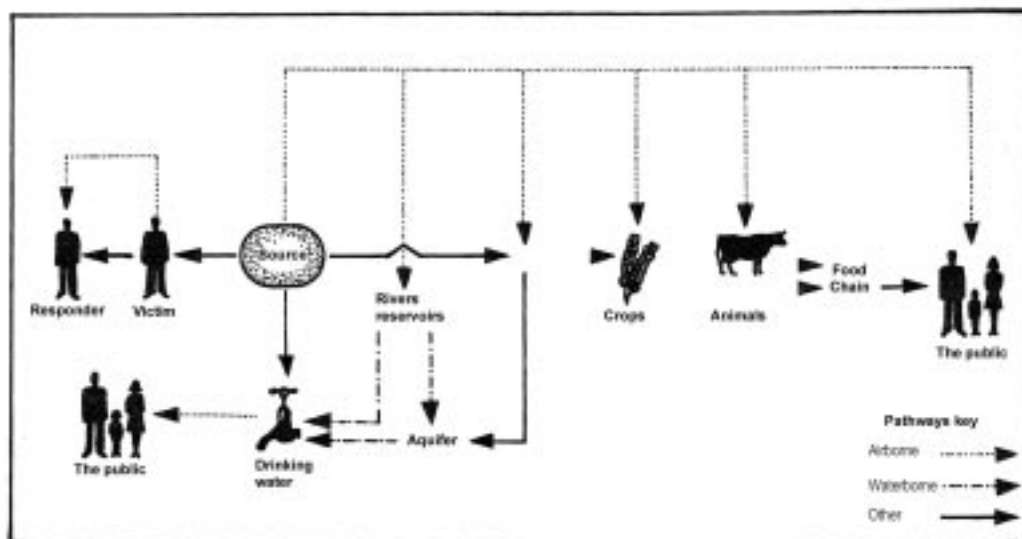 Source
Responder
Victim
Rivers
reservoirs
Crops
Animals
Food
Chain
The public
The public
Drinking
water
Aquifer
Pathways key
Airborne
Waterborne
Other